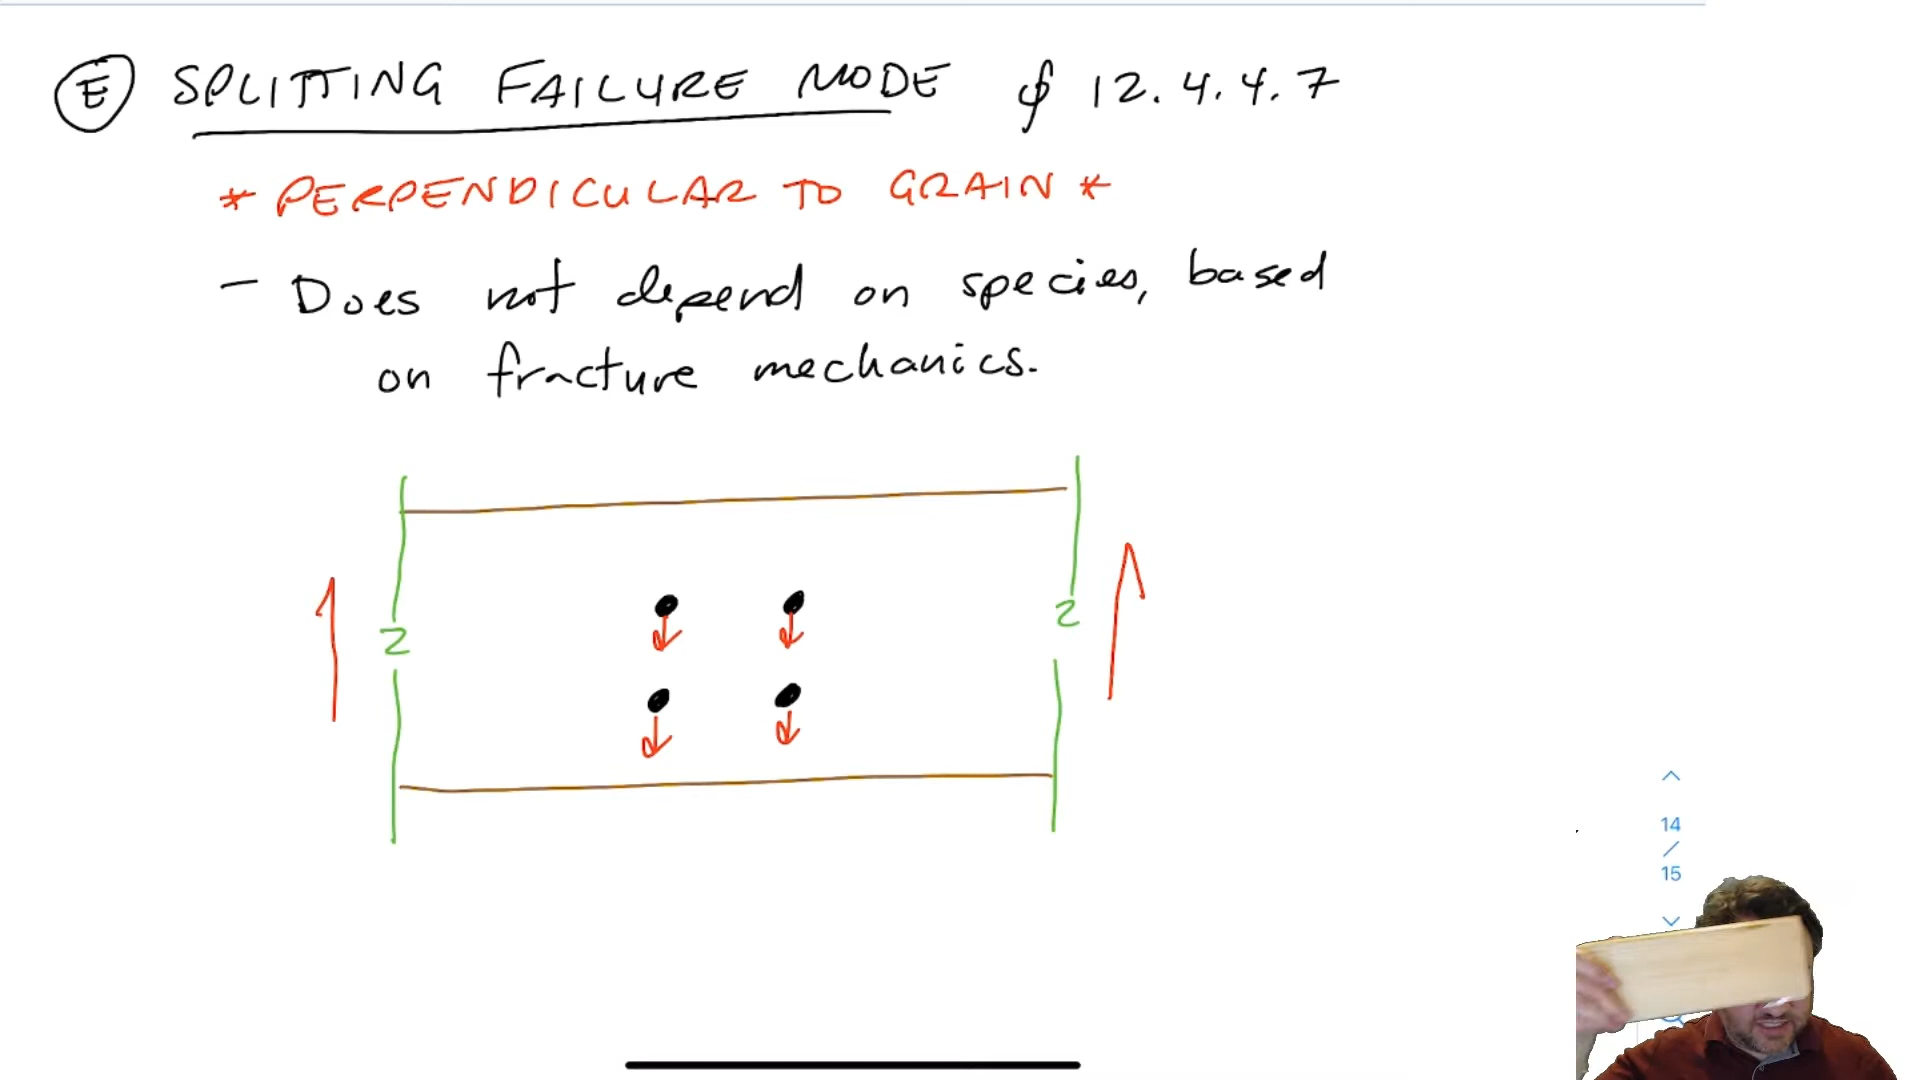 E SPLITTING FAILURE MODE § 12.4.4.7
* PERPENDICULAR TO GRAIN *
- Does not depend on species, based
on fracture mechanics.
14
/
15